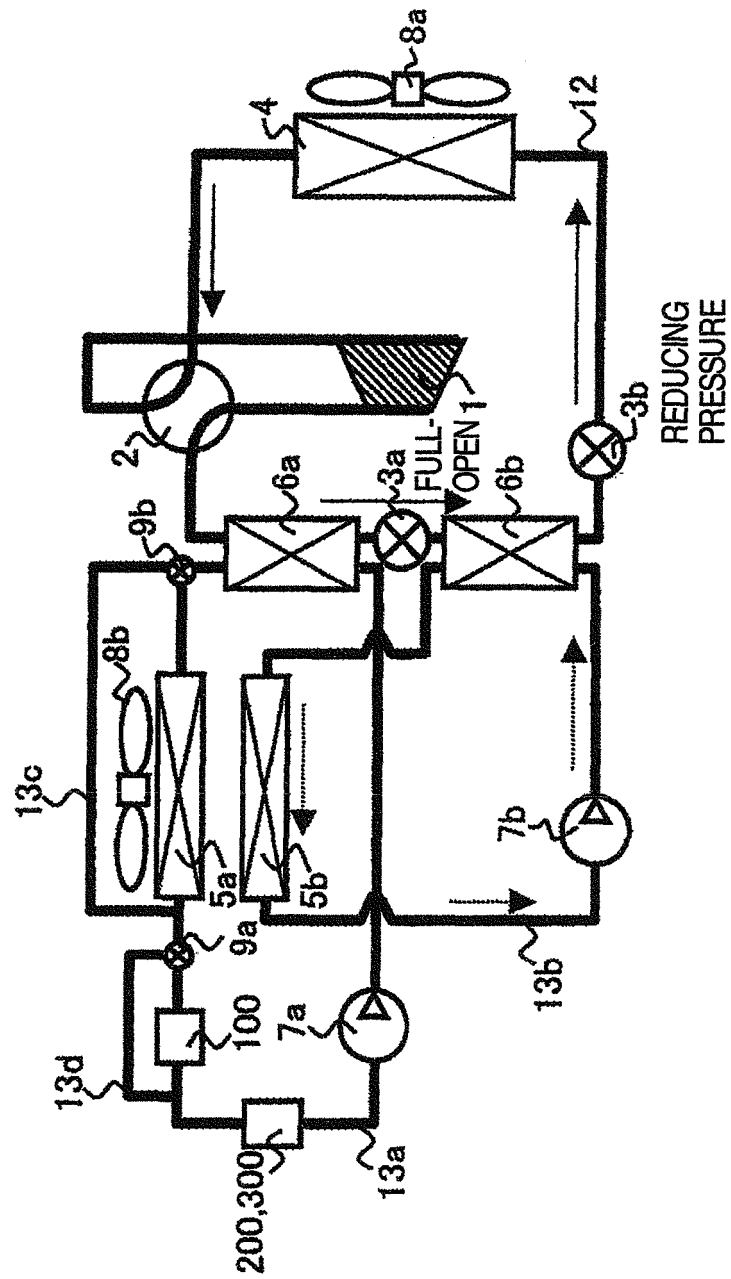 8a
4
12
2
1
FULL-
OPEN
3a
3b
REDUCING
PRESSURE
6a
6b
9b
8b
13c
5a
5b
7b
9a
13b
100
7a
13d
200,300
13a